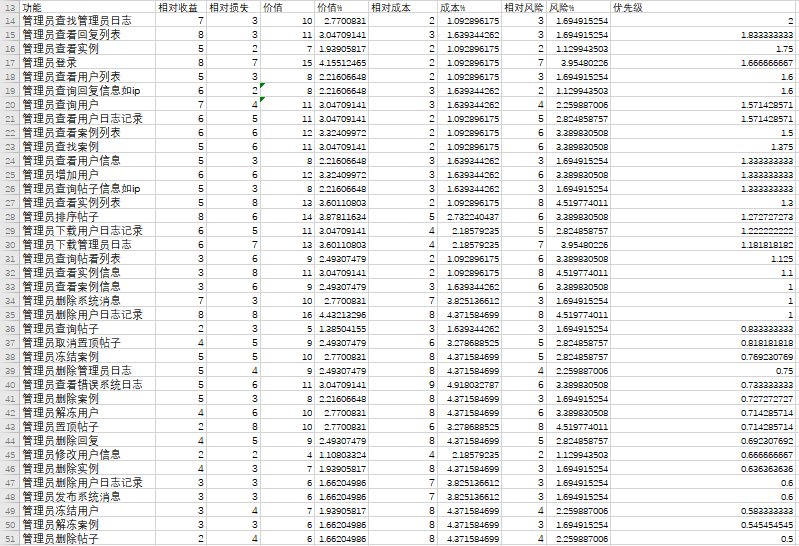 13 功能 相对收益 相对损失 价值 价值% 相对成本 成本% 相对风险 风险% 优先级
14 管理员查找管理员日志 7 3 10 2.7700831 2 1.092896175 3 1.694915254 2
15 管理员查看回复列表 8 3 11 3.04709141 3 1.639344262 3 1.694915254 1.833333333
16 管理员查看实例 5 2 7 1.93905817 2 1.092896175 2 1.129943503 1.75
17 管理员登录 8 7 15 4.15512465 2 1.092896175 7 3.95480226 1.666666667
18 管理员查看用户列表 5 3 8 2.21606648 2 1.092896175 3 1.694915254 1.6
19 管理员查询回复信息如ip 6 2 8 2.21606648 3 1.639344262 2 1.129943503 1.6
20 管理员查询用户 7 4 11 3.04709141 3 1.639344262 4 2.259887006 1.571428571
21 管理员查看用户日志记录 6 5 11 3.04709141 2 1.092896175 5 2.824858757 1.571428571
22 管理员查看案例列表 6 6 12 3.32409972 2 1.092896175 6 3.389830508 1.5
23 管理员查找案例 5 6 11 3.04709141 2 1.092896175 6 3.389830508 1.375
24 管理员查看用户信息 5 3 8 2.21606648 3 1.639344262 3 1.694915254 1.333333333
25 管理员增加用户 6 6 12 3.32409972 3 1.639344262 6 3.389830508 1.333333333
26 管理员查询帖子信息如ip 5 3 8 2.21606648 3 1.639344262 3 1.694915254 1.333333333
27 管理员查看实例列表 5 8 13 3.60110803 2 1.092896175 8 4.519774011 1.3
28 管理员排序帖子 8 6 14 3.87811634 5 2.732240437 6 3.389830508 1.272727273
29 管理员下载用户日志记录 6 5 11 3.04709141 4 2.18579235 5 2.824858757 1.222222222
30 管理员下载管理员日志 6 7 13 3.60110803 4 2.18579235 7 3.95480226 1.181818182
31 管理员查询帖看列表 3 6 9 2.49307479 2 1.092896175 6 3.389830508 1.125
32 管理员查看实例信息 3 8 11 3.04709141 2 1.092896175 8 4.519774011 1.1
33 管理员查看案例信息 3 6 9 2.49307479 3 1.639344262 6 3.389830508 1
34 管理员删除系统消息 7 3 10 2.7700831 7 3.825136612 3 1.694915254 1
35 管理员删除用户日志记录 8 8 16 4.43213296 8 4.371584699 8 4.519774011 1
36 管理员查询帖子 2 3 5 1.38504155 3 1.639344262 3 1.694915254 0.833333333
37 管理员取消置顶帖子 4 5 9 2.49307479 6 3.278688525 5 2.824858757 0.818181818
38 管理员冻结案例 5 5 10 2.7700831 8 4.371584699 5 2.824858757 0.769230769
39 管理员删除管理员日志 5 4 9 2.49307479 8 4.371584699 4 2.259887006 0.75
40 管理员查看错误系统日志 5 6 11 3.04709141 9 4.918032787 6 3.389830508 0.733333333
41 管理员删除案例 5 3 8 2.21606648 8 4.371584699 3 1.694915254 0.727272727
42 管理员解冻用户 4 6 10 2.7700831 8 4.371584699 6 3.389830508 0.714285714
43 管理员置顶帖子 2 8 10 2.7700831 6 3.278688525 8 4.519774011 0.714285714
44 管理员删除回复 4 5 9 2.49307479 8 4.371584699 5 2.824858757 0.692307692
45 管理员修改用户信息 2 2 4 1.10803324 4 2.18579235 2 1.129943503 0.666666667
46 管理员删除实例 4 3 7 1.93905817 8 4.371584699 3 1.694915254 0.636363636
47 管理员删除用户日志记录 3 3 6 1.66204986 7 3.825136612 3 1.694915254 0.6
48 管理员发布系统消息 3 3 6 1.66204986 7 3.825136612 3 1.694915254 0.6
49 管理员冻结用户 3 4 7 1.93905817 8 4.371584699 4 2.259887006 0.583333333
50 管理员解冻案例 3 3 6 1.66204986 8 4.371584699 3 1.694915254 0.545454545
51 管理员删除帖子 2 4 6 1.66204986 8 4.371584699 4 2.259887006 0.5